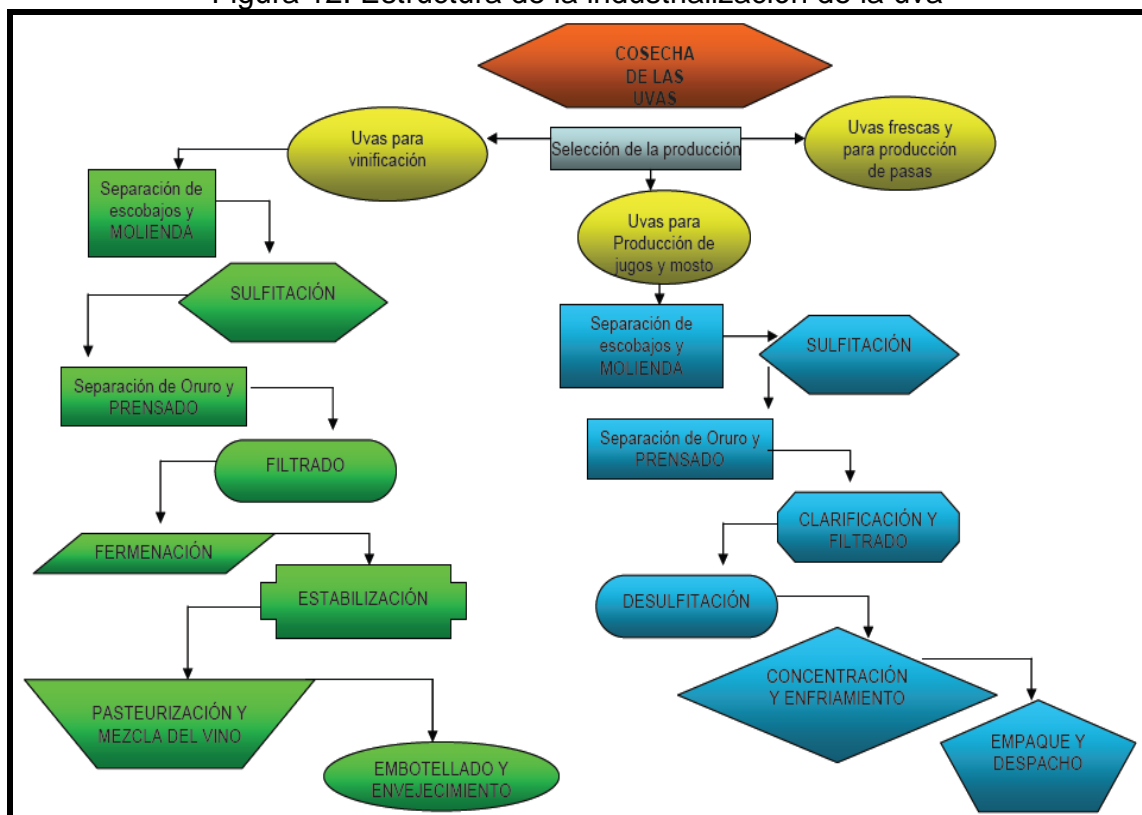 Figura 12. Estructura de la industrialización de la uva
COSECHA
DE LAS
UVAS
Uvas para
vinificación
Selección de la producción
Uvas frescas y
para producción
de pasas
Separación de
escobajos y
MOLIENDA
Uvas para
Producción de
jugos y mosto
SULFITACIÓN
Separación de
escobajos y
MOLIENDA
SULFITACIÓN
Separación de Oruro y
PRENSADO
Separación de Oruro y
PRENSADO
FILTRADO
CLARIFICACIÓN Y
FILTRADO
FERMENACIÓN
ESTABILIZACIÓN
DESULFITACIÓN
CONCENTRACIÓN
Y ENFRIAMIENTO
PASTEURIZACIÓN Y
MEZCLA DEL VINO
EMPAQUE Y
DESPACHO
EMBOTELLADO Y
ENVEJECIMIENTO